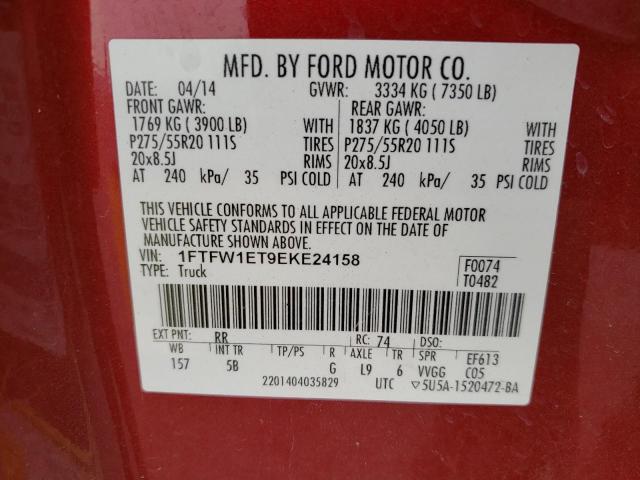 MFD. BY FORD MOTOR CO.
DATE: 04/14 GVWR: 3334 KG ( 7350 LB)
FRONT GAWR: REAR GAWR:
1769 KG ( 3900 LB) WITH 1837 KG ( 4050 LB) WITH
P275/55R20 111S TIRES P275/55R20 111S TIRES
20x8.5J RIMS 20x8.5J RIMS
AT 240 kPa/ 35 PSI COLD AT 240 kPa/ 35 PSI COLD
THIS VEHICLE CONFORMS TO ALL APPLICABLE FEDERAL MOTOR
VEHICLE SAFETY STANDARDS IN EFFECT ON THE DATE OF
MANUFACTURE SHOWN ABOVE.
VIN: 1FTFW1ET9EKE24158 F0074
TYPE: Truck T0482
EXT PNT: RR RC: 74 DSO:
WB INT TR TP/PS R AXLE TR SPR EF613
157 5B G L9 6 VVGG C05
2201404035829 UTC ▽5U5A-1520472-BA